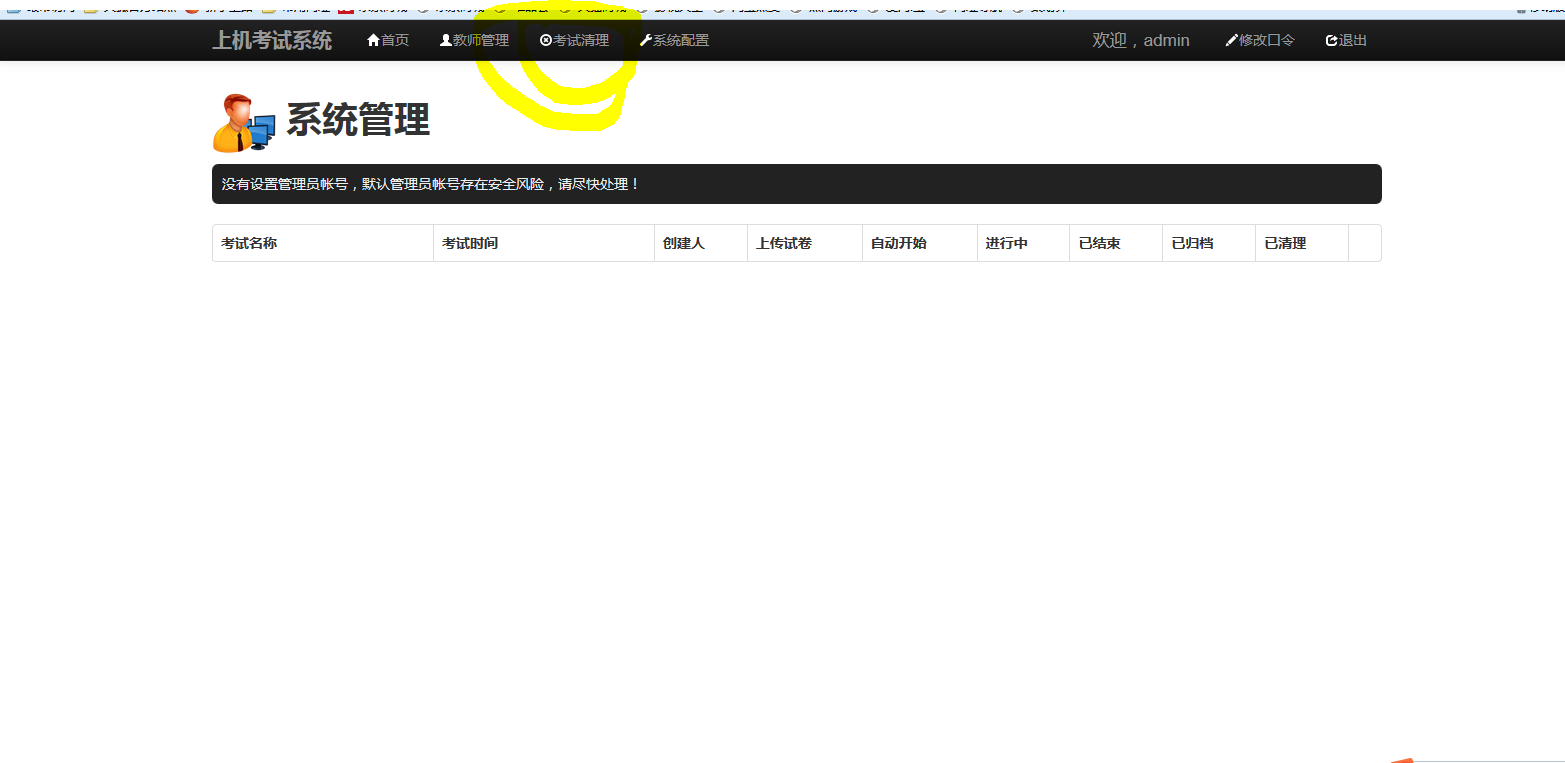 上机考试系统 首页 教师管理 考试清理 系统配置 欢迎，admin 修改口令 退出
系统管理
没有设置管理员帐号，默认管理员帐号存在安全风险，请尽快处理！
考试名称 考试时间 创建人 上传试卷 自动开始 进行中 已结束 已归档 已清理